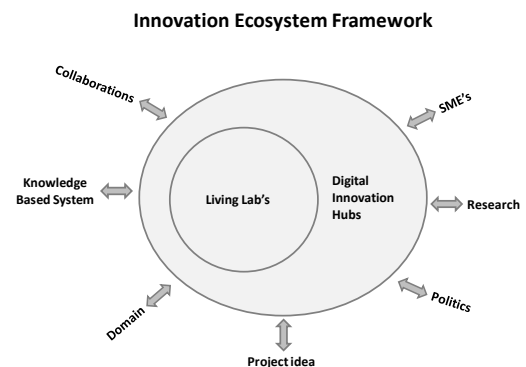 Innovation Ecosystem Framework
Collaborations
SME's
Knowledge
Based System
Living Lab's
Digital
Innovation
Hubs
Research
Domain
Politics
Project idea